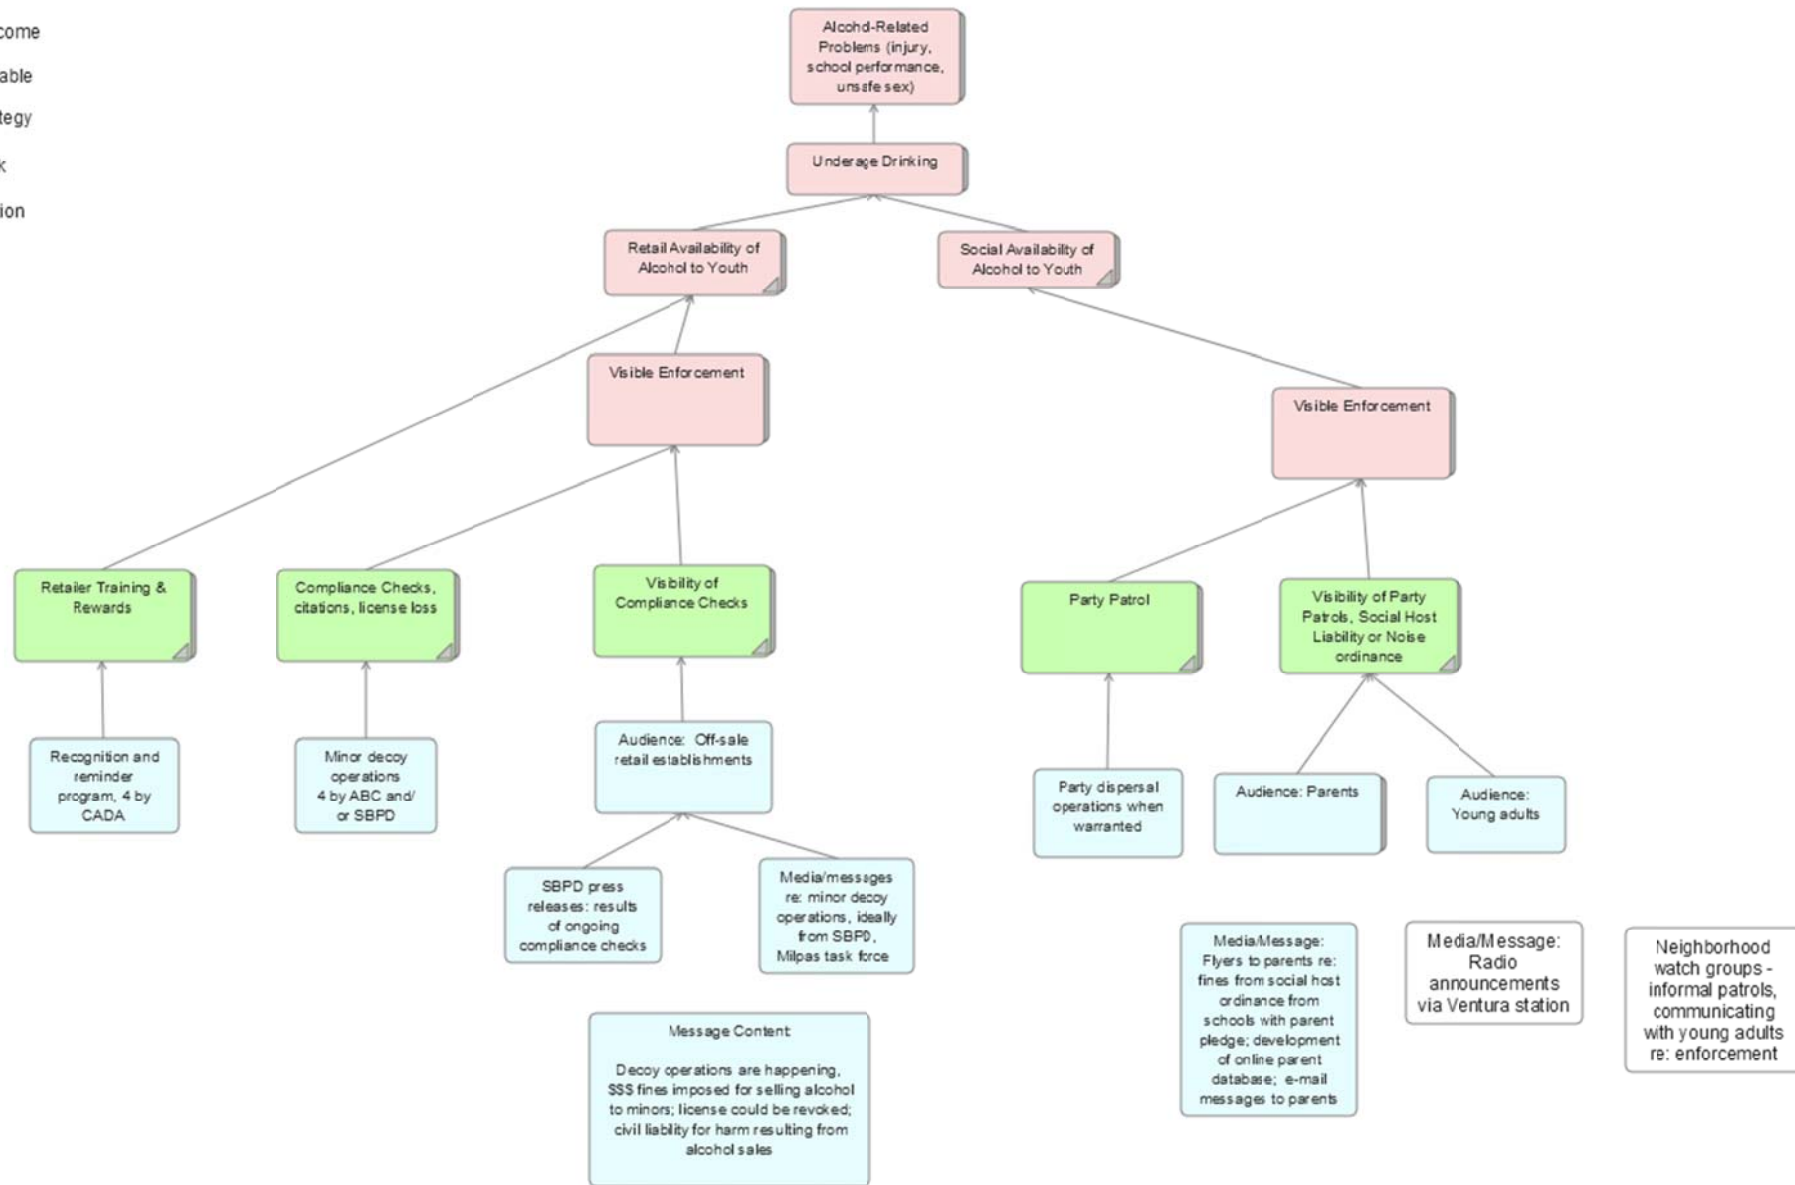 come
able
tegy
k
ion
Alcohol-Related
Problems (injury,
school performance,
unsafe sex)
Underage Drinking
Retail Availability of
Alcohol to Youth
Social Availability of
Alcohol to Youth
Visible Enforcement
Visible Enforcement
Retailer Training &
Rewards
Compliance Checks,
citations, license loss
Visibility of
Compliance Checks
Party Patrol
Visibility of Party
Patrols, Social Host
Liability or Noise
ordinance
Recognition and
reminder
program, 4 by
CADA
Minor decoy
operations
4 by ABC and/
or SBPD
Audience: Off-sale
retail establishments
Party dispersal
operations when
warranted
Audience: Parents
Audience:
Young adults
SBPD press
releases: results
of ongoing
compliance checks
Media/messages
re: minor decoy
operations, ideally
from SBPD,
Milpas task force
Message Content:
Decoy operations are happening,
$$$ fines imposed for selling alcohol
to minors; license could be revoked;
civil liability for harm resulting from
alcohol sales
Media/Message:
Flyers to parents re:
fines from social host
ordinance from
schools with parent
pledge; development
of online parent
database; e-mail
messages to parents
Media/Message:
Radio
announcements
via Ventura station
Neighborhood
watch groups -
informal patrols,
communicating
with young adults
re: enforcement